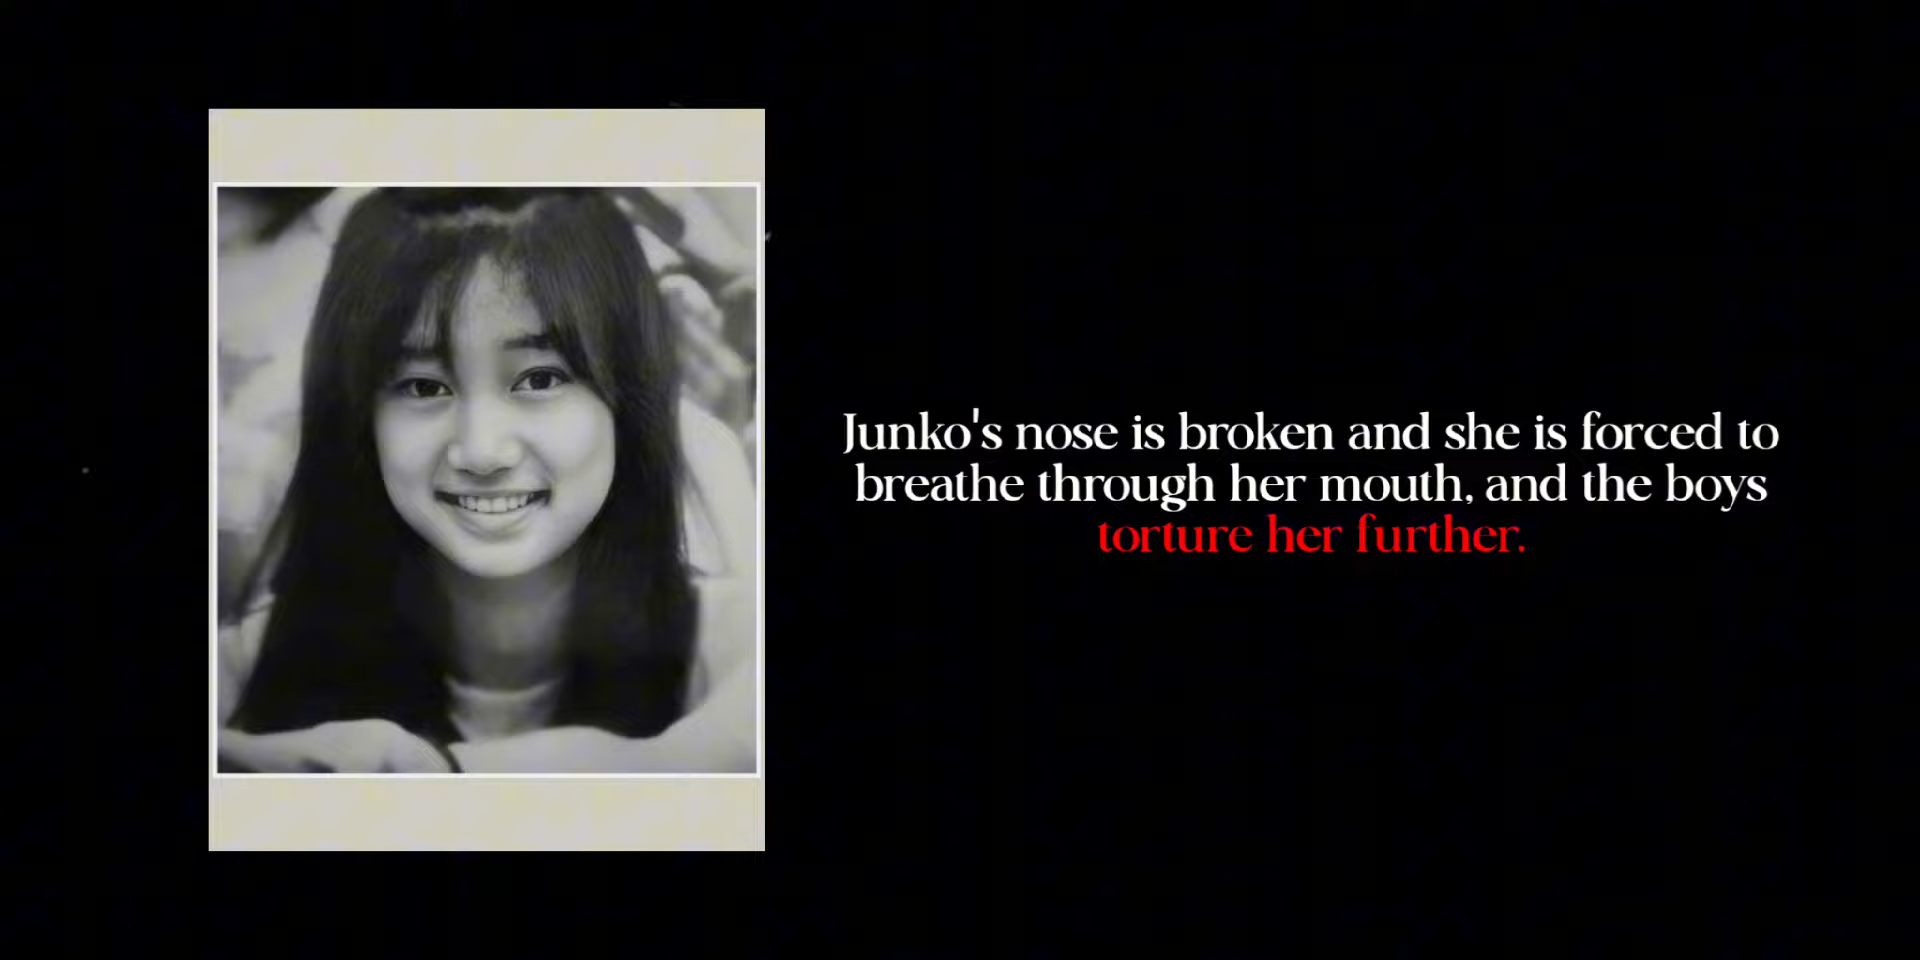 Junko's nose is broken and she is forced to
breathe through her mouth, and the boys
torture her further.